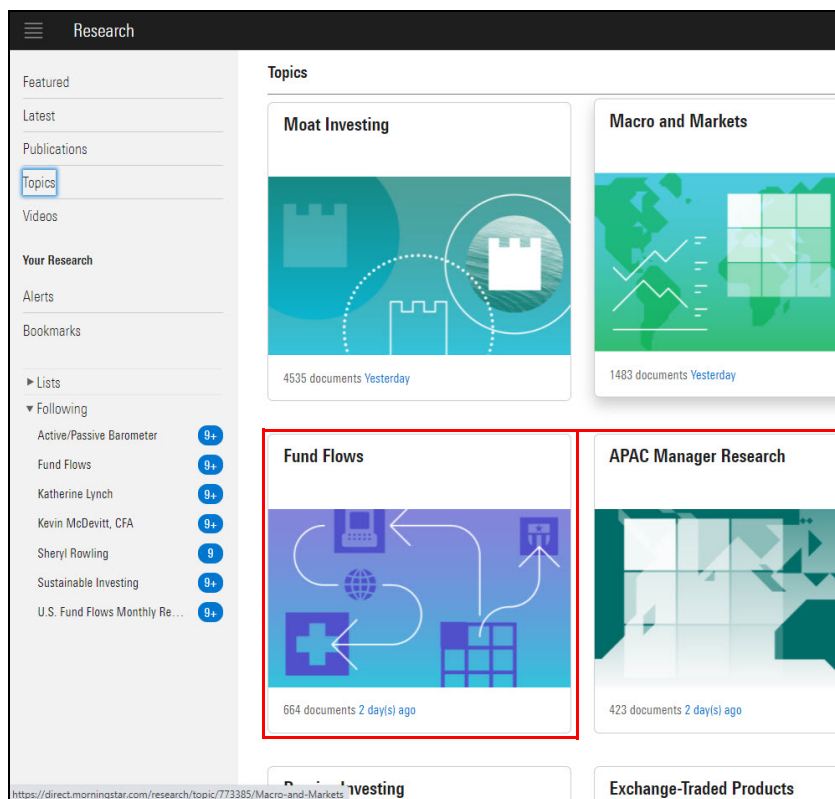 Research
Featured
Latest
Publications
Topics
Videos
Your Research
Alerts
Bookmarks
Lists
Following
Active/Passive Barometer 9+
Fund Flows 9+
Katherine Lynch 9+
Kevin McDevitt, CFA 9+
Sheryl Rowling 9
Sustainable Investing 9+
U.S. Fund Flows Monthly Re... 9+
Topics
Moat Investing
4535 documents Yesterday
Macro and Markets
1483 documents Yesterday
Fund Flows
664 documents 2 day(s) ago
APAC Manager Research
423 documents 2 day(s) ago
Investing
Exchange-Traded Products
https://direct.morningstar.com/research/topic/773385/Macro-and-Markets